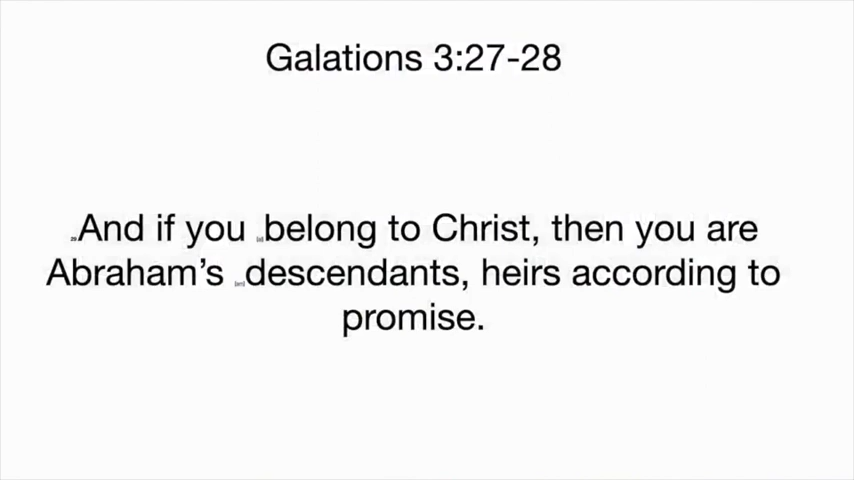 Galations 3:27-28
And if you belong to Christ, then you are
Abraham’s descendants, heirs according to
promise.